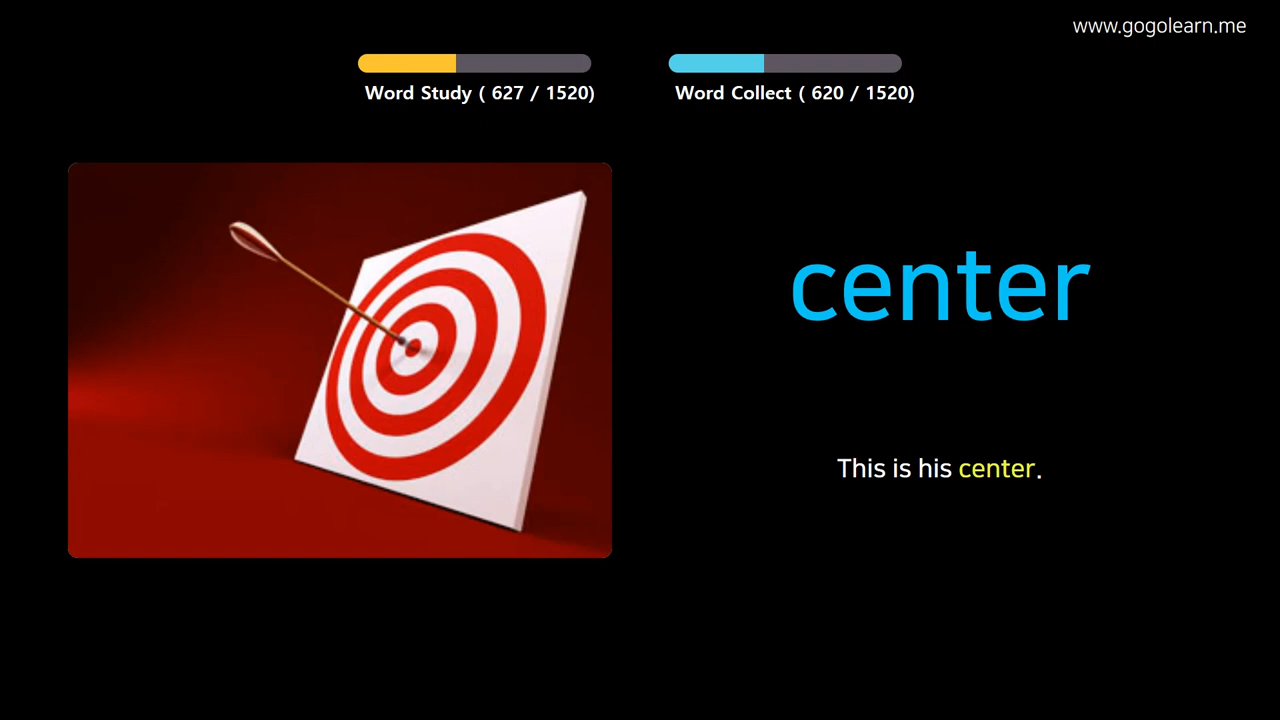 www.gogolearn.me
Word Study ( 627 / 1520)
Word Collect ( 620 / 1520)
center
This is his center.